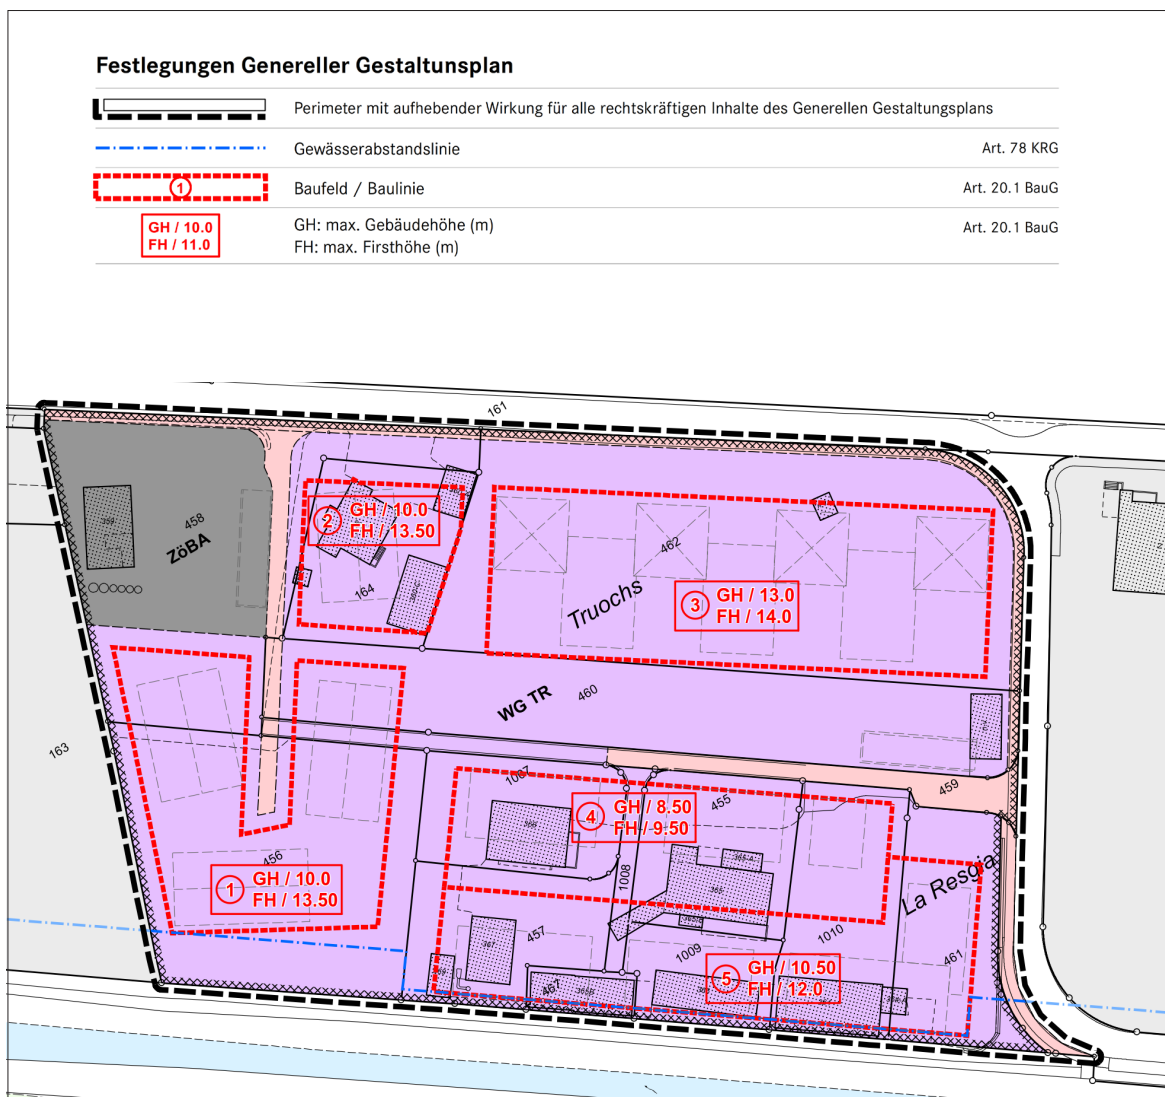 Festlegungen Genereller Gestaltunsplan
Perimeter mit aufhebender Wirkung für alle rechtskräftigen Inhalte des Generellen Gestaltungsplans
Gewässerabstandslinie
Art. 78 KRG
1
Baufeld / Baulinie
Art. 20.1 BauG
GH / 10.0
FH / 11.0
GH: max. Gebäudehöhe (m)
FH: max. Firsthöhe (m)
Art. 20.1 BauG
161
458
ZöBA
2
GH / 10.0
FH / 13.50
164
462
Truochs
3
GH / 13.0
FH / 14.0
WG TR
460
163
1007
455
459
4
GH / 8.50
FH / 9.50
456
1
GH / 10.0
FH / 13.50
1008
365-A
365
La Resgia
457
367
1009
1010
461
461
5
GH / 10.50
FH / 12.0